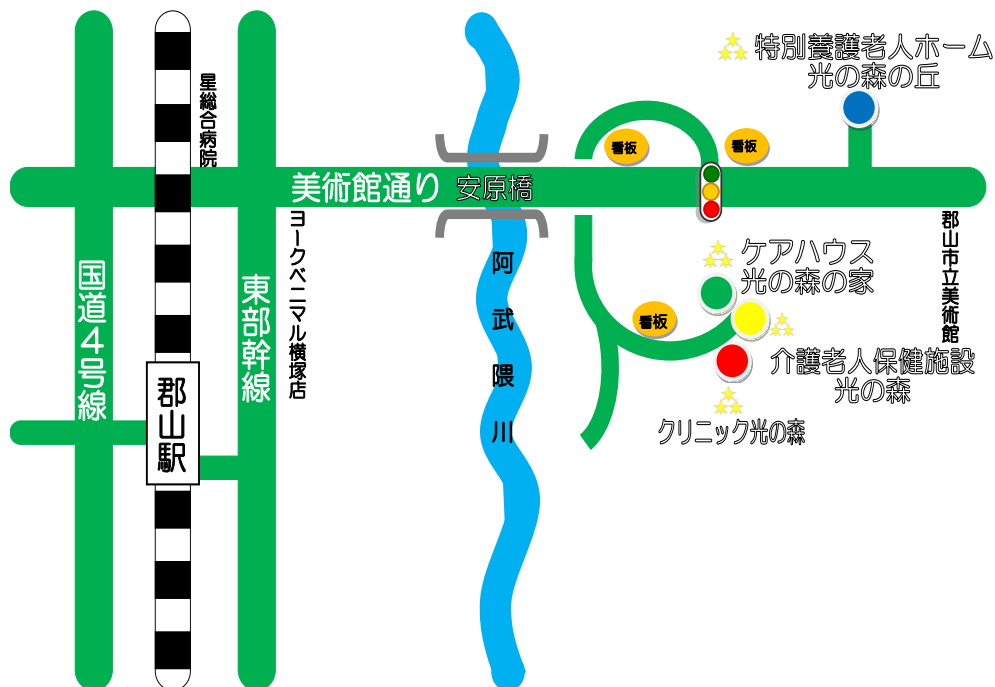 特別養護老人ホーム
光の森の丘
星総合病院
看板
看板
美術館通り
安原橋
郡山市立美術館
ヨークベニマル横塚店
ケアハウス
光の森の家
国道4号線
東部幹線
阿武隈川
看板
介護老人保健施設
光の森
郡山駅
クリニック光の森